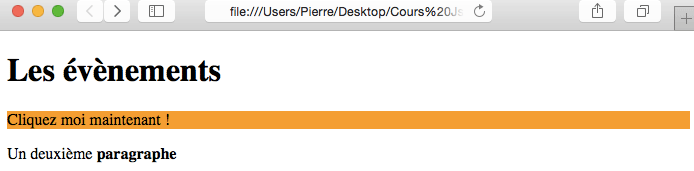 file:///Users/Pierre/Desktop/Cours%20Js
Les évènements
Cliquez moi maintenant !
Un deuxième paragraphe